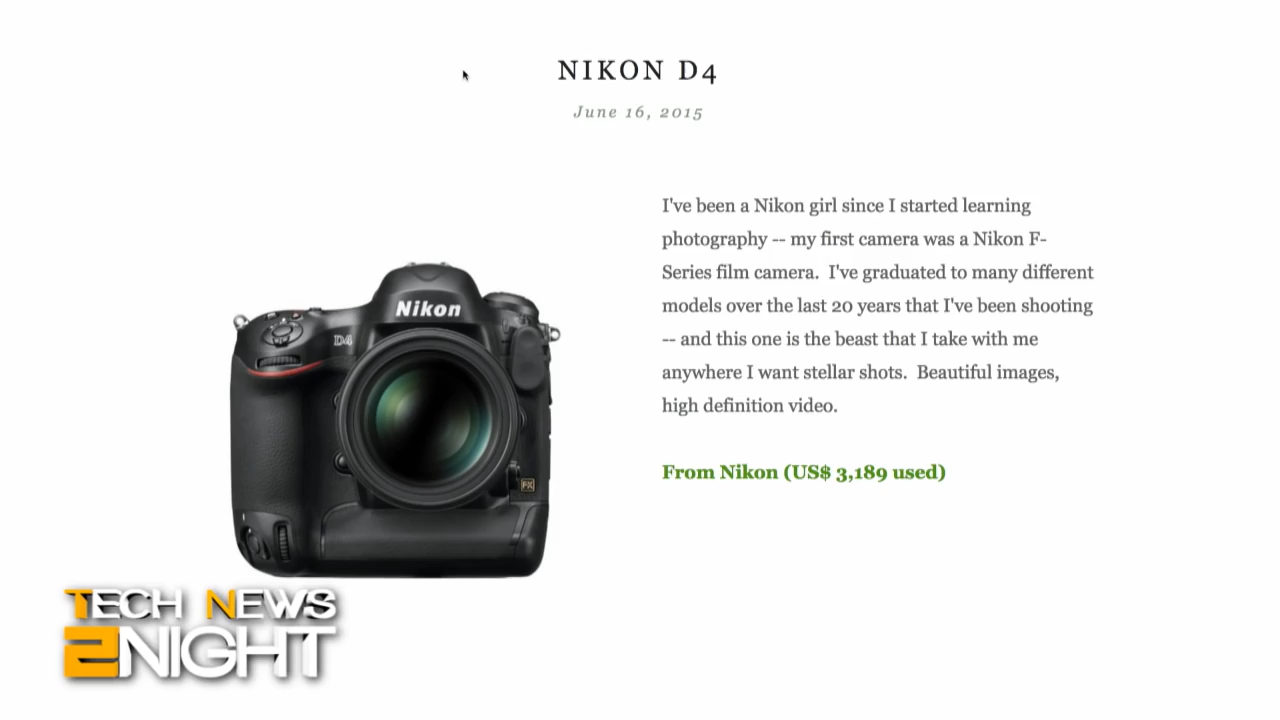 NIKON D4
June 16, 2015
I've been a Nikon girl since I started learning
photography -- my first camera was a Nikon F-
Series film camera.  I've graduated to many different
models over the last 20 years that I've been shooting
-- and this one is the beast that I take with me
anywhere I want stellar shots.  Beautiful images,
high definition video.
From Nikon (US$ 3,189 used)
Nikon
D4
FX
TECH NEWS
2NIGHT